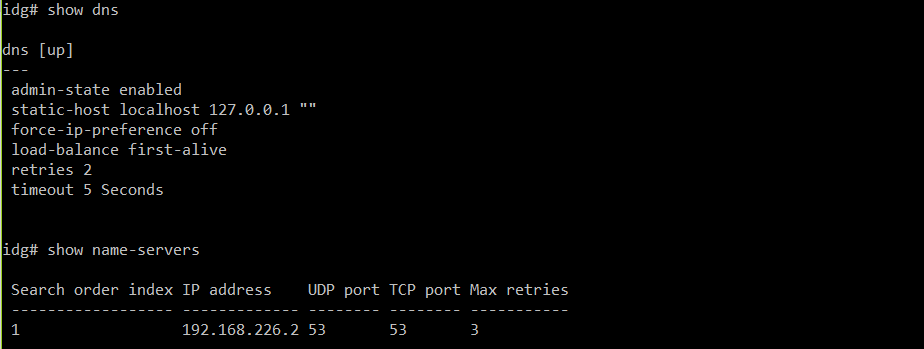 idg# show dns
dns [up]
---
admin-state enabled
static-host localhost 127.0.0.1 ""
force-ip-preference off
load-balance first-alive
retries 2
timeout 5 Seconds
idg# show name-servers
Search order index IP address    UDP port TCP port Max retries
------------------ ------------- -------- -------- -----------
1                  192.168.226.2 53       53       3